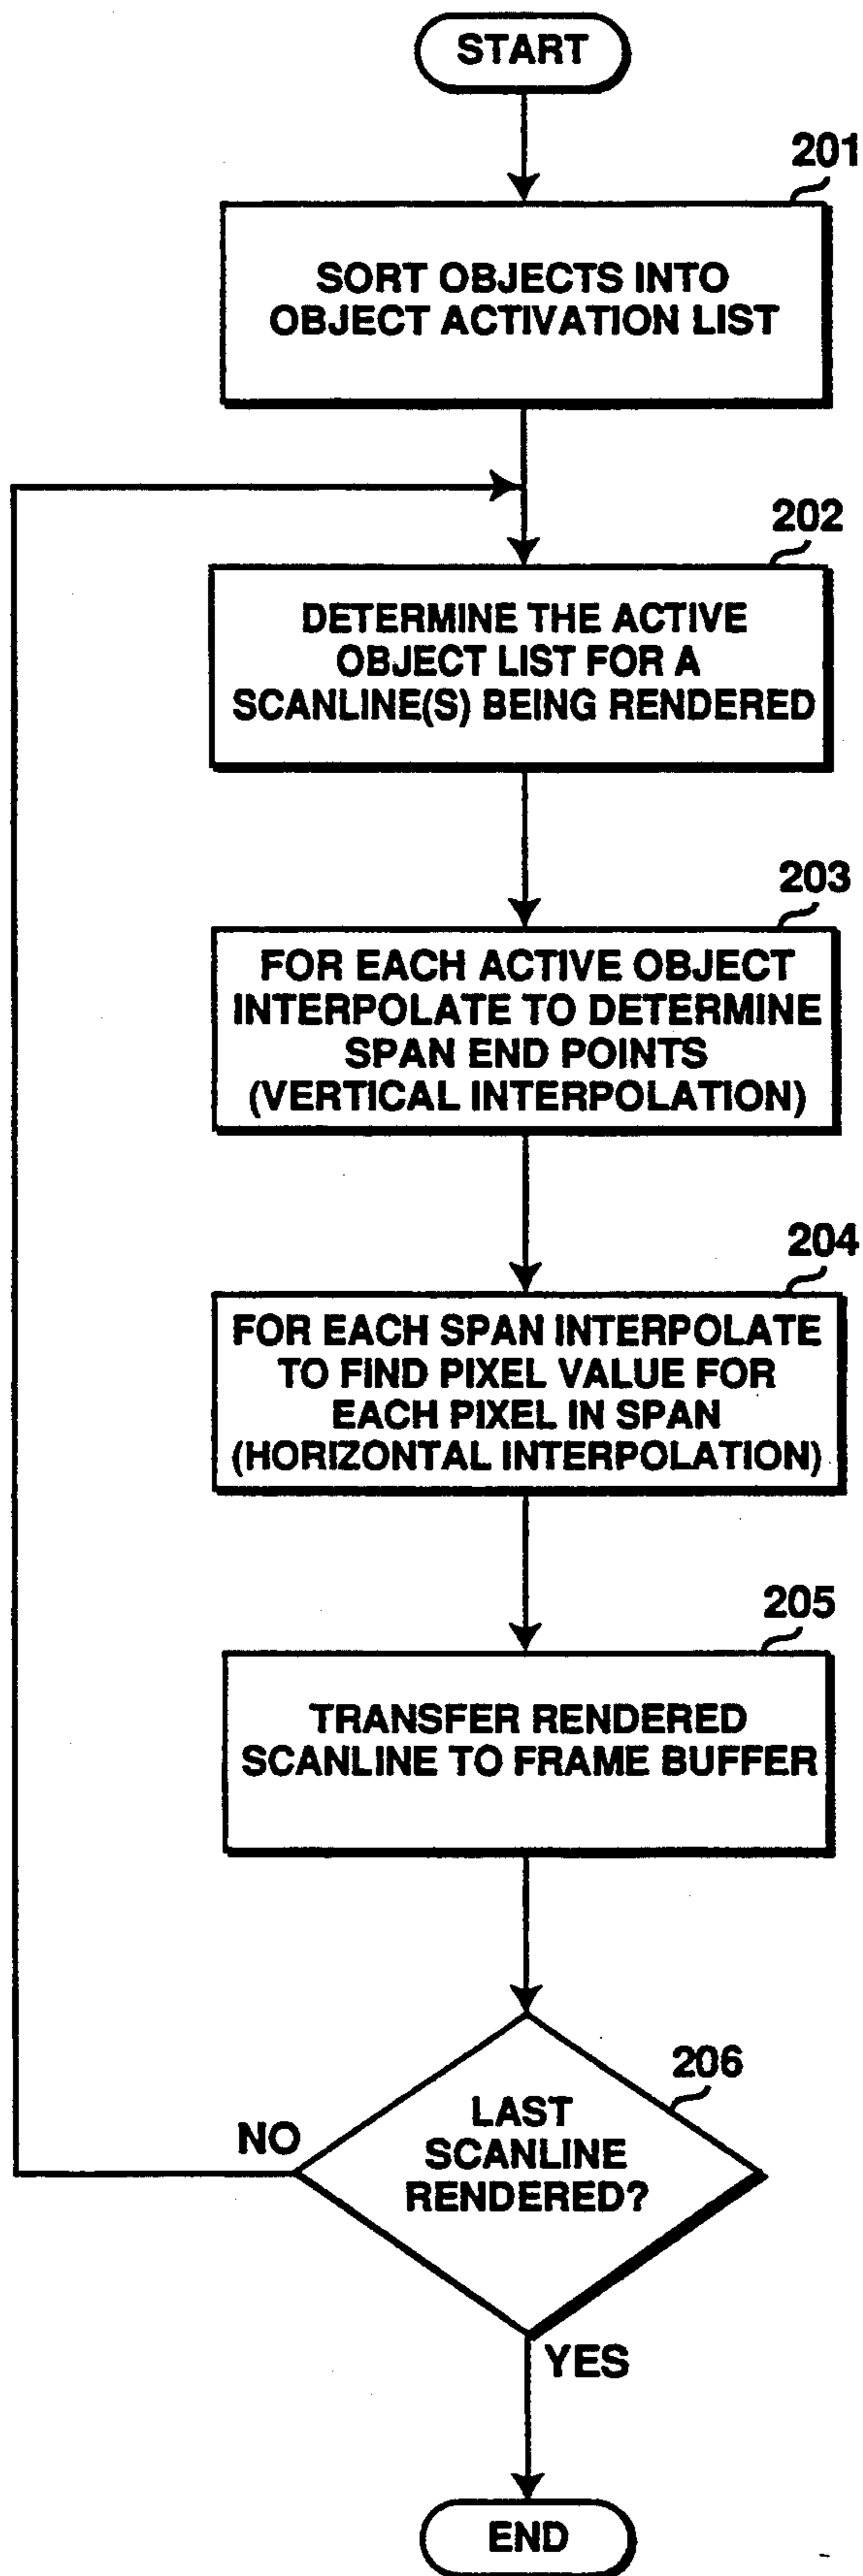 START
201
SORT OBJECTS INTO
OBJECT ACTIVATION LIST
202
DETERMINE THE ACTIVE
OBJECT LIST FOR A
SCANLINE(S) BEING RENDERED
203
FOR EACH ACTIVE OBJECT
INTERPOLATE TO DETERMINE
SPAN END POINTS
(VERTICAL INTERPOLATION)
204
FOR EACH SPAN INTERPOLATE
TO FIND PIXEL VALUE FOR
EACH PIXEL IN SPAN
(HORIZONTAL INTERPOLATION)
205
TRANSFER RENDERED
SCANLINE TO FRAME BUFFER
206
LAST
SCANLINE
RENDERED?
NO
YES
END